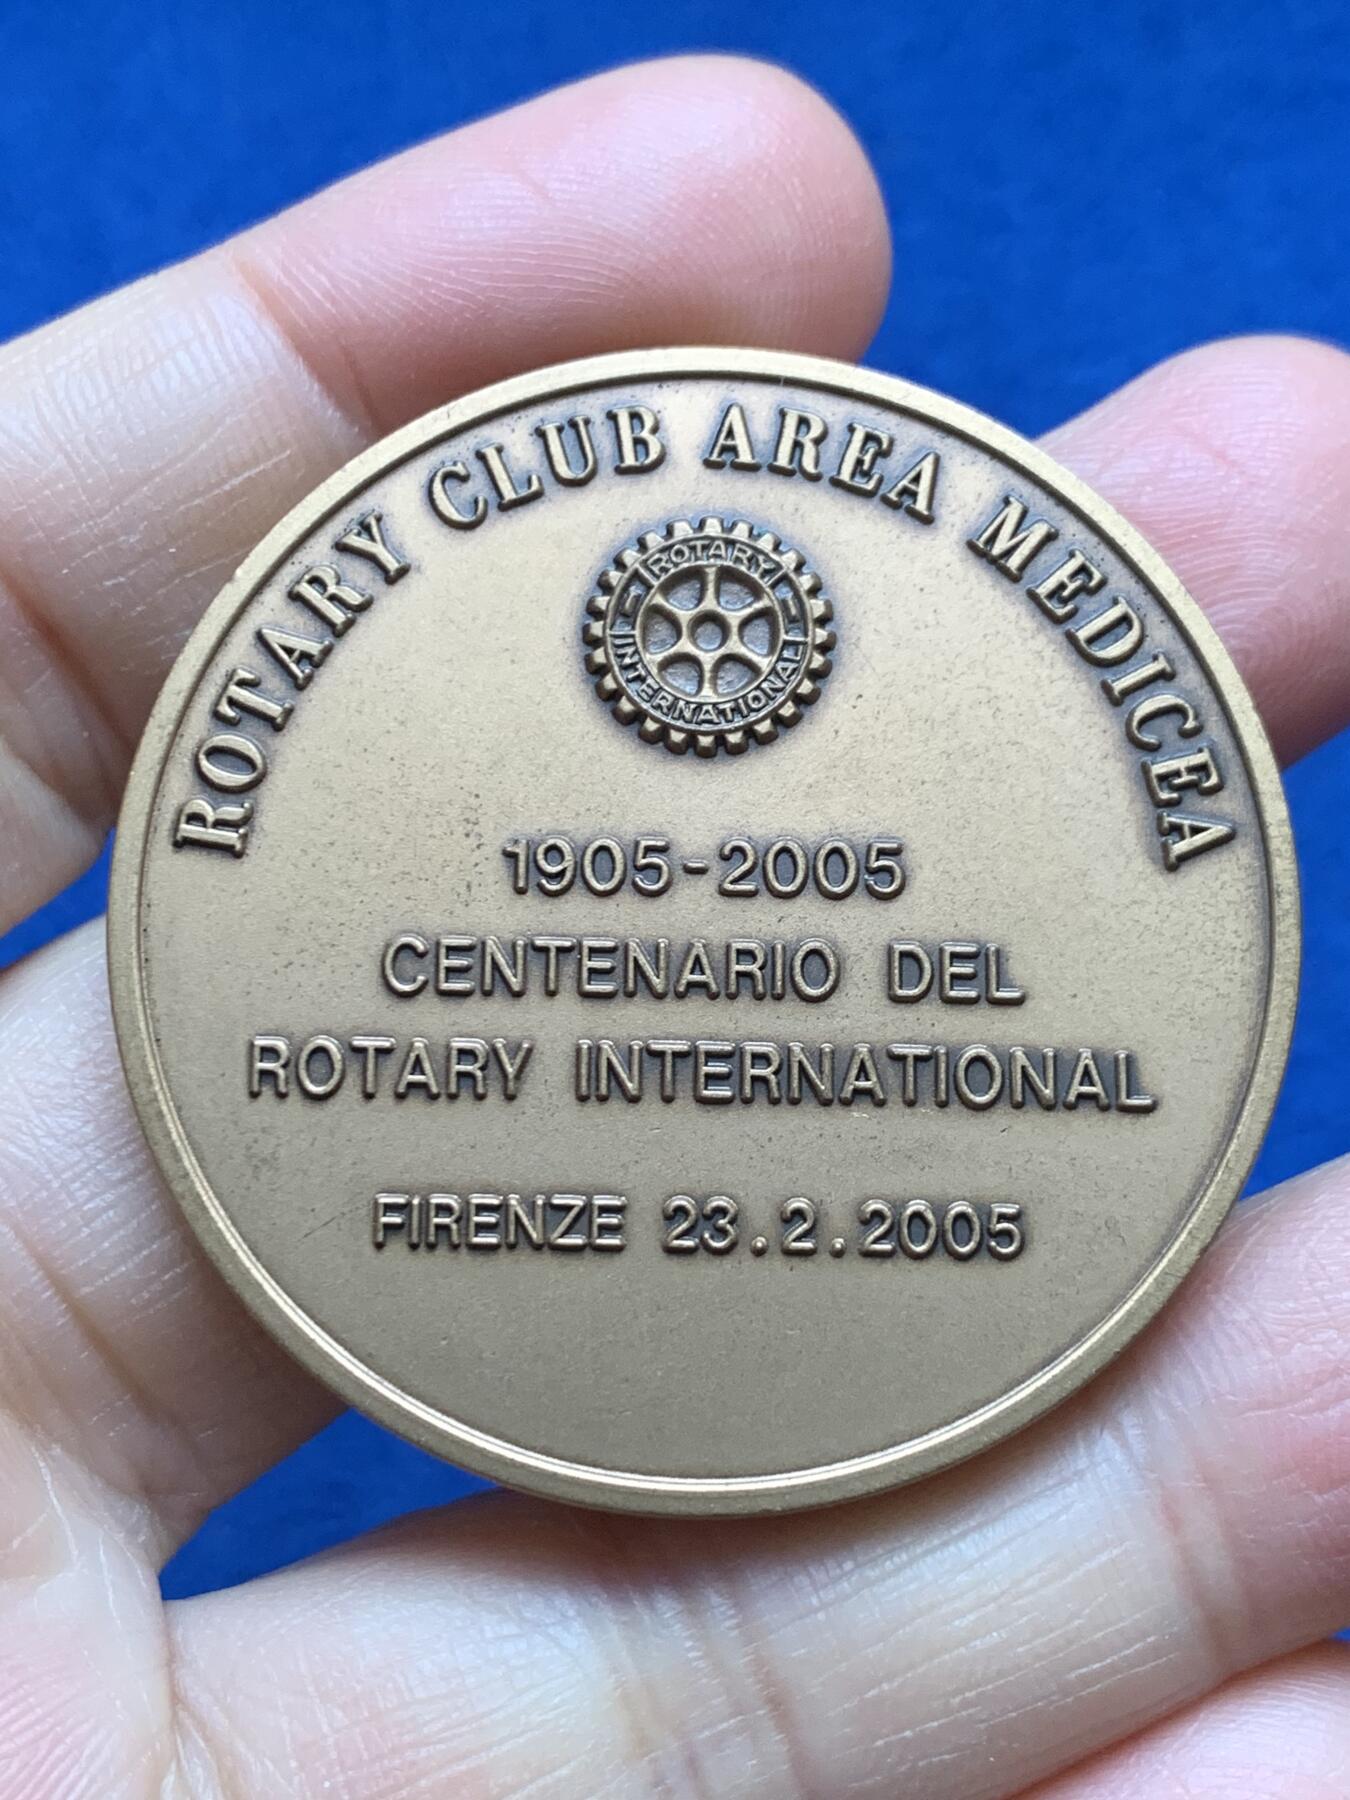 ROTARY CLUB AREA MEDICEA
ROTARY
INTERNATIONAL
1905-2005
CENTENARIO DEL
ROTARY INTERNATIONAL
FIRENZE 23.2.2005